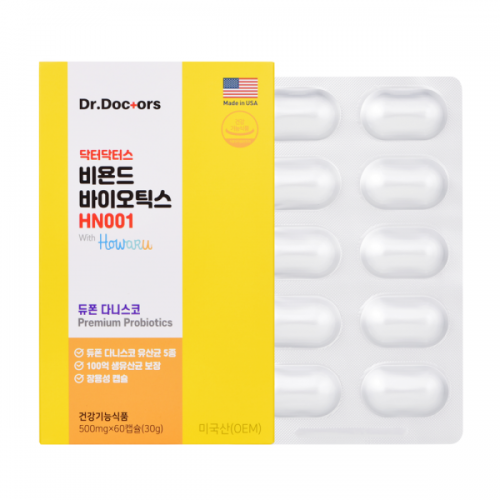 Dr.Doctors
Made in USA
닥터닥터스
비욘드
바이오틱스
HN001
With Howaru
듀폰 다니스코
Premium Probiotics
듀폰 다니스코 유산균 5종
100억 생유산균 보장
장용성 캡슐
건강기능식품
500mg×60캡슐(30g)
미국산(OEM)